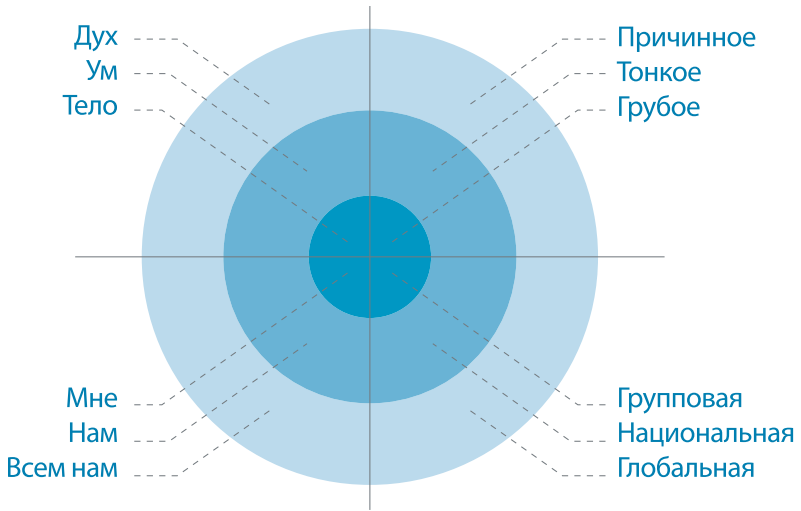 Дух
Ум
Тело
Причинное
Тонкое
Грубое
Мне
Нам
Всем нам
Групповая
Национальная
Глобальная